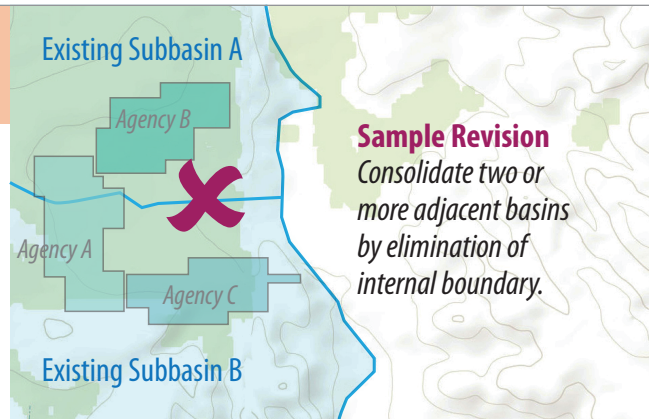 Existing Subbasin A
Agency B
Sample Revision
Consolidate two or
more adjacent basins
by elimination of
internal boundary.
Agency A
Agency C
Existing Subbasin B